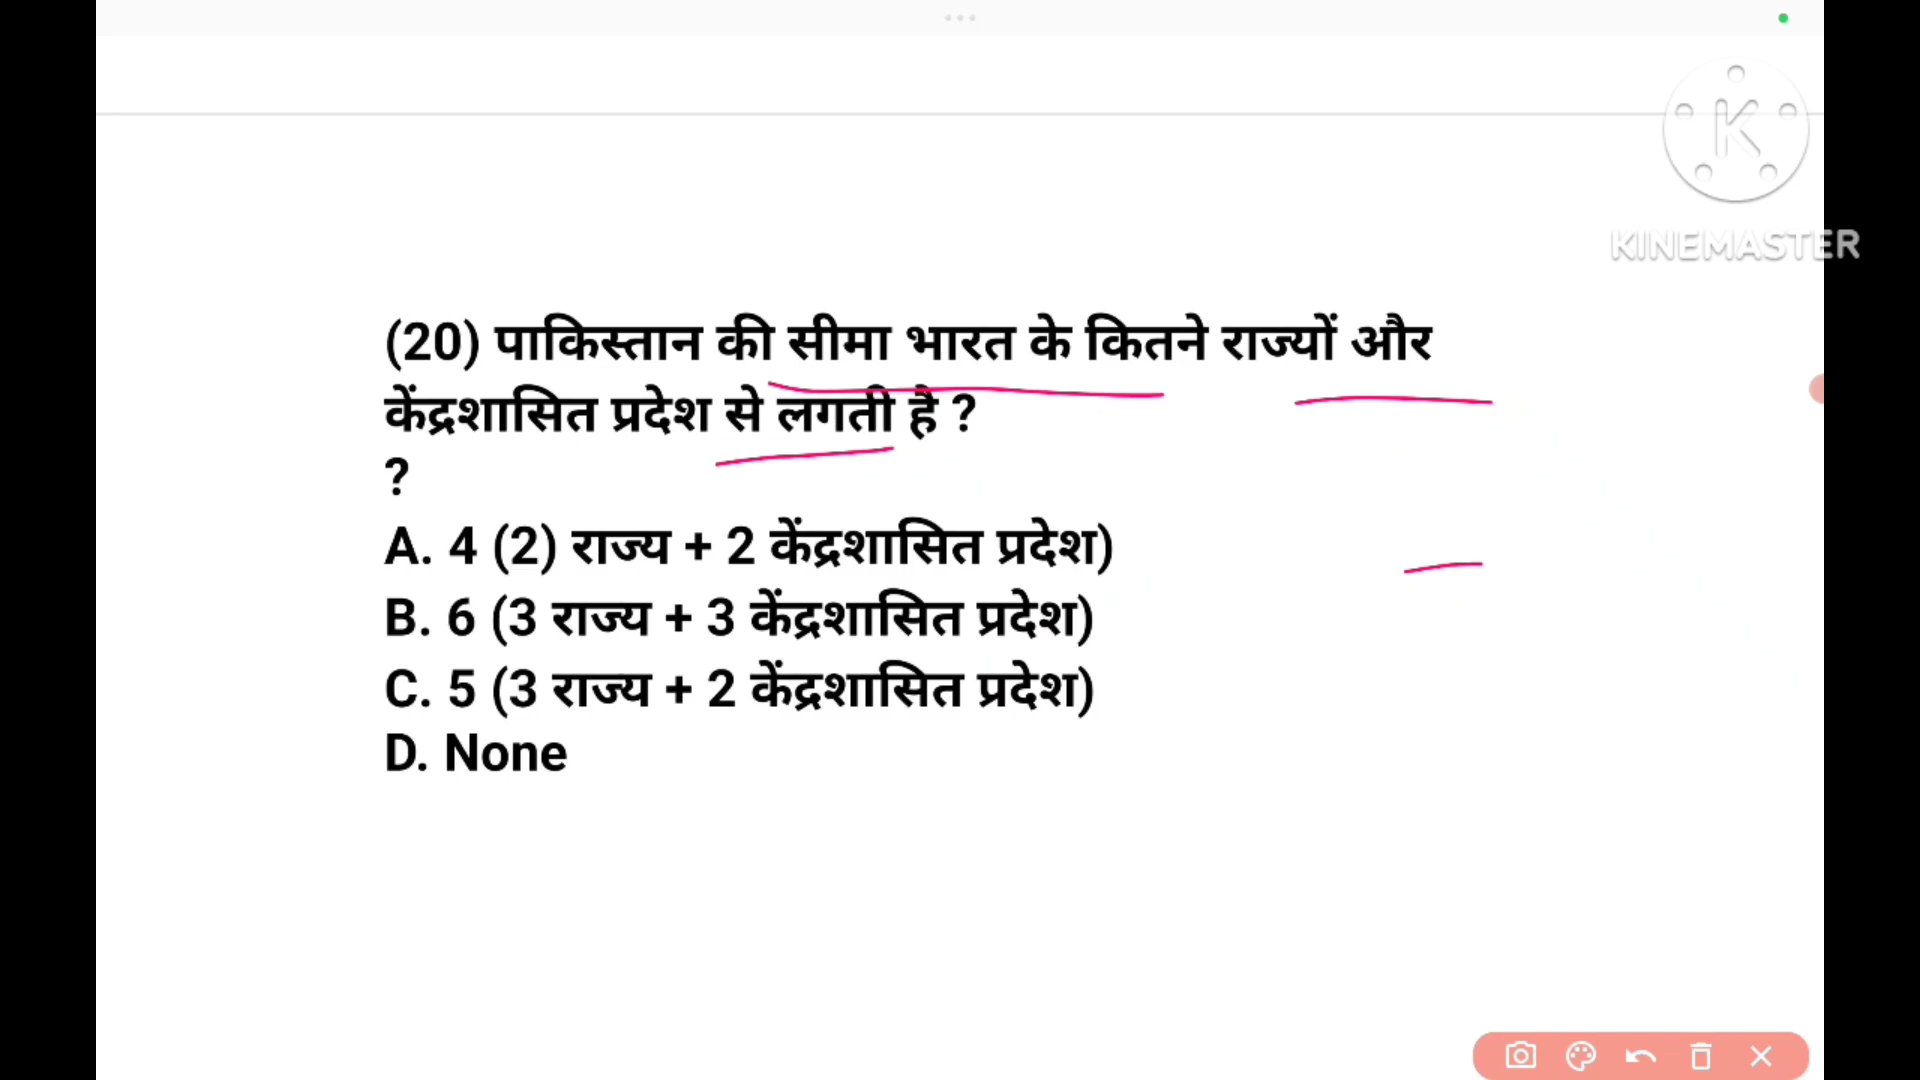 K
KINEMASTER
(20) पाकिस्तान की सीमा भारत के कितने राज्यों और
केंद्रशासित प्रदेश से लगती है ?
?
A. 4 (2) राज्य + 2 केंद्रशासित प्रदेश)
B. 6 (3 राज्य + 3 केंद्रशासित प्रदेश)
C. 5 (3 राज्य + 2 केंद्रशासित प्रदेश)
D. None